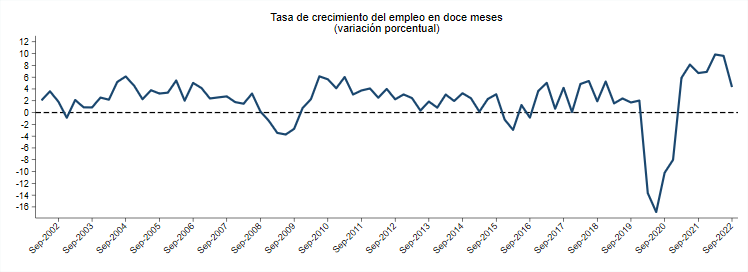 Tasa de crecimiento del empleo en doce meses
(variación porcentual)
12
10
8
6
4
2
0
-2
-4
-6
-8
-10
-12
-14
-16
Sep-2002
Sep-2003
Sep-2004
Sep-2005
Sep-2006
Sep-2007
Sep-2008
Sep-2009
Sep-2010
Sep-2011
Sep-2012
Sep-2013
Sep-2014
Sep-2015
Sep-2016
Sep-2017
Sep-2018
Sep-2019
Sep-2020
Sep-2021
Sep-2022